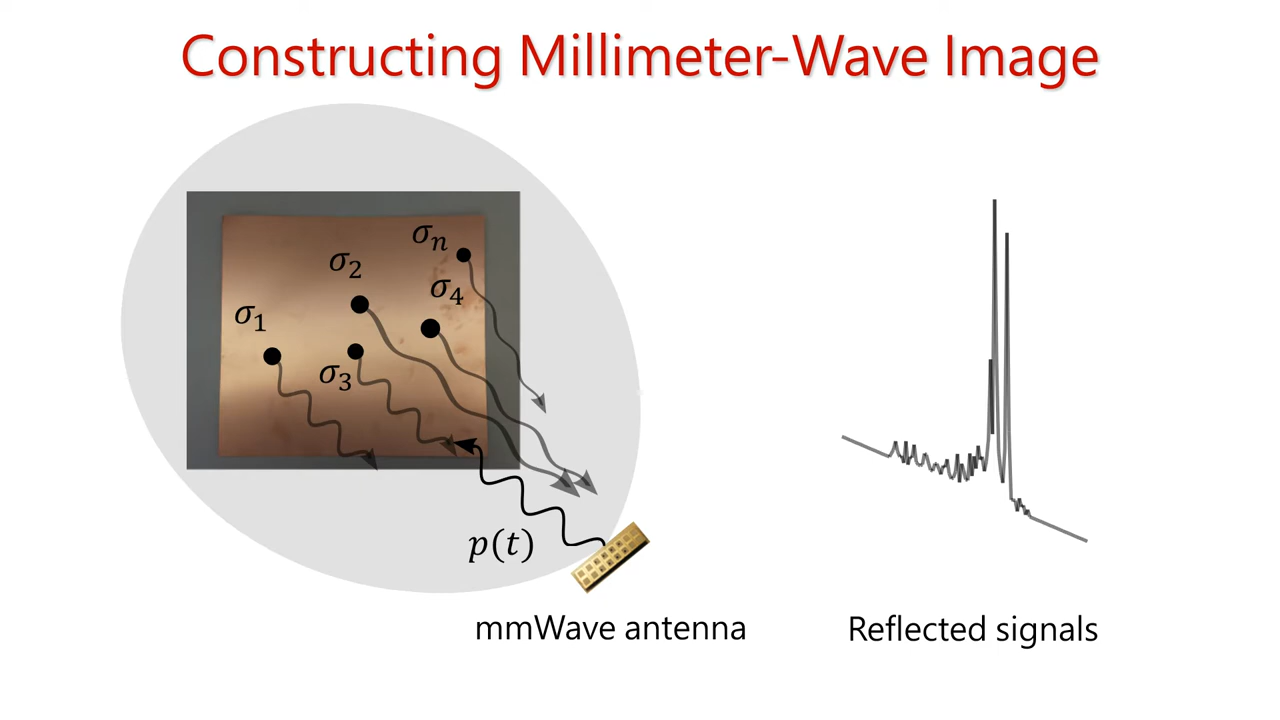 Constructing Millimeter-Wave Image
σn
σ2
σ4
σ1
σ3
p(t)
mmWave antenna
Reflected signals